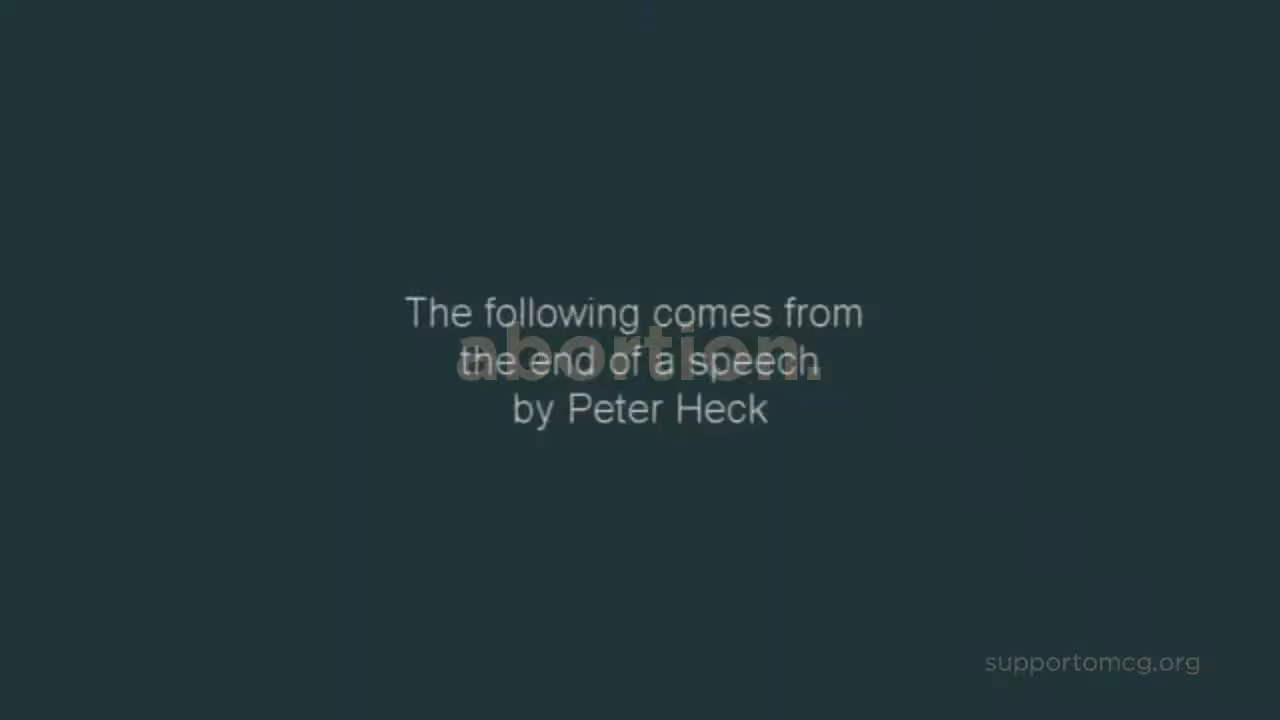 The following comes from
abortion.
the end of a speech,
by Peter Heck
supportomcg.org